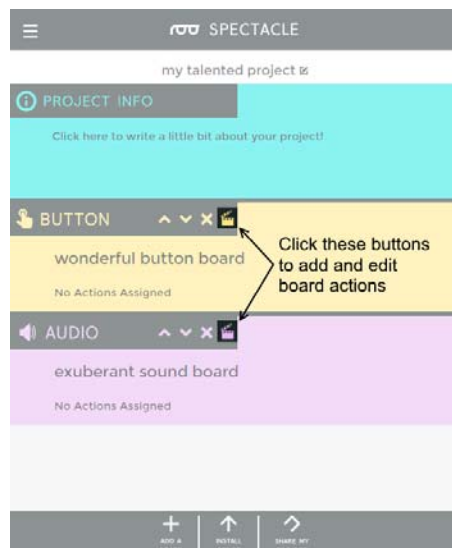 SPECTACLE
my talented project
PROJECT INFO
Click here to write a little bit about your project!
BUTTON
wonderful button board
No Actions Assigned
Click these buttons
to add and edit
board actions
AUDIO
exuberant sound board
No Actions Assigned
ADD A
INSTALL
SHARE MY